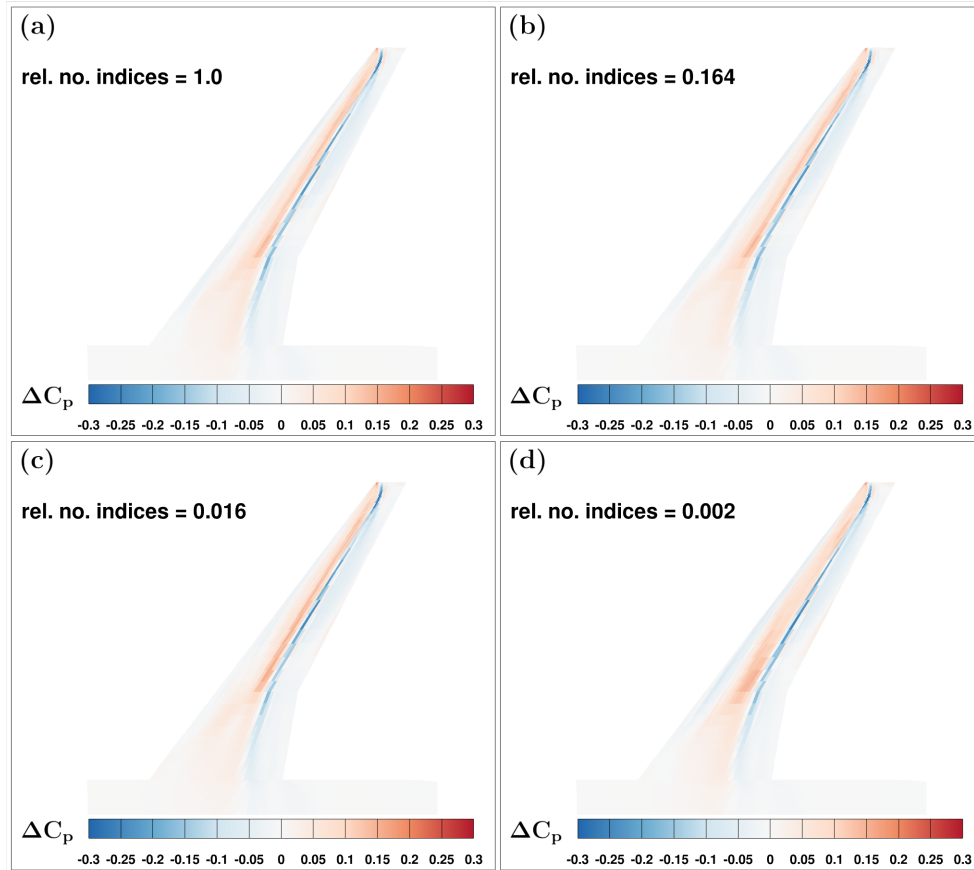 (a)
rel. no. indices = 1.0
ΔCp
-0.3 -0.25 -0.2 -0.15 -0.1 -0.05 0 0.05 0.1 0.15 0.2 0.25 0.3
(b)
rel. no. indices = 0.164
ΔCp
-0.3 -0.25 -0.2 -0.15 -0.1 -0.05 0 0.05 0.1 0.15 0.2 0.25 0.3
(c)
rel. no. indices = 0.016
ΔCp
-0.3 -0.25 -0.2 -0.15 -0.1 -0.05 0 0.05 0.1 0.15 0.2 0.25 0.3
(d)
rel. no. indices = 0.002
ΔCp
-0.3 -0.25 -0.2 -0.15 -0.1 -0.05 0 0.05 0.1 0.15 0.2 0.25 0.3